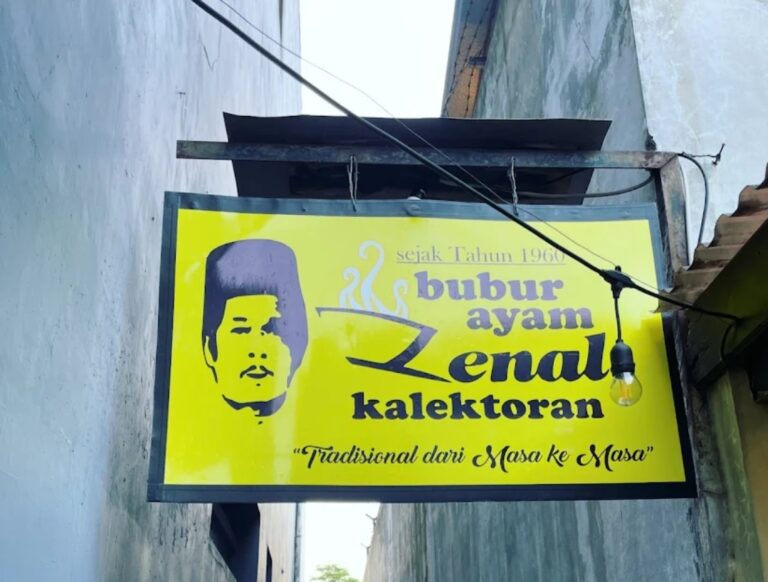 sejak Tahun 1960
bubur
ayam
Zenal
kalektoran
"Tradisional dari Masa ke Masa"